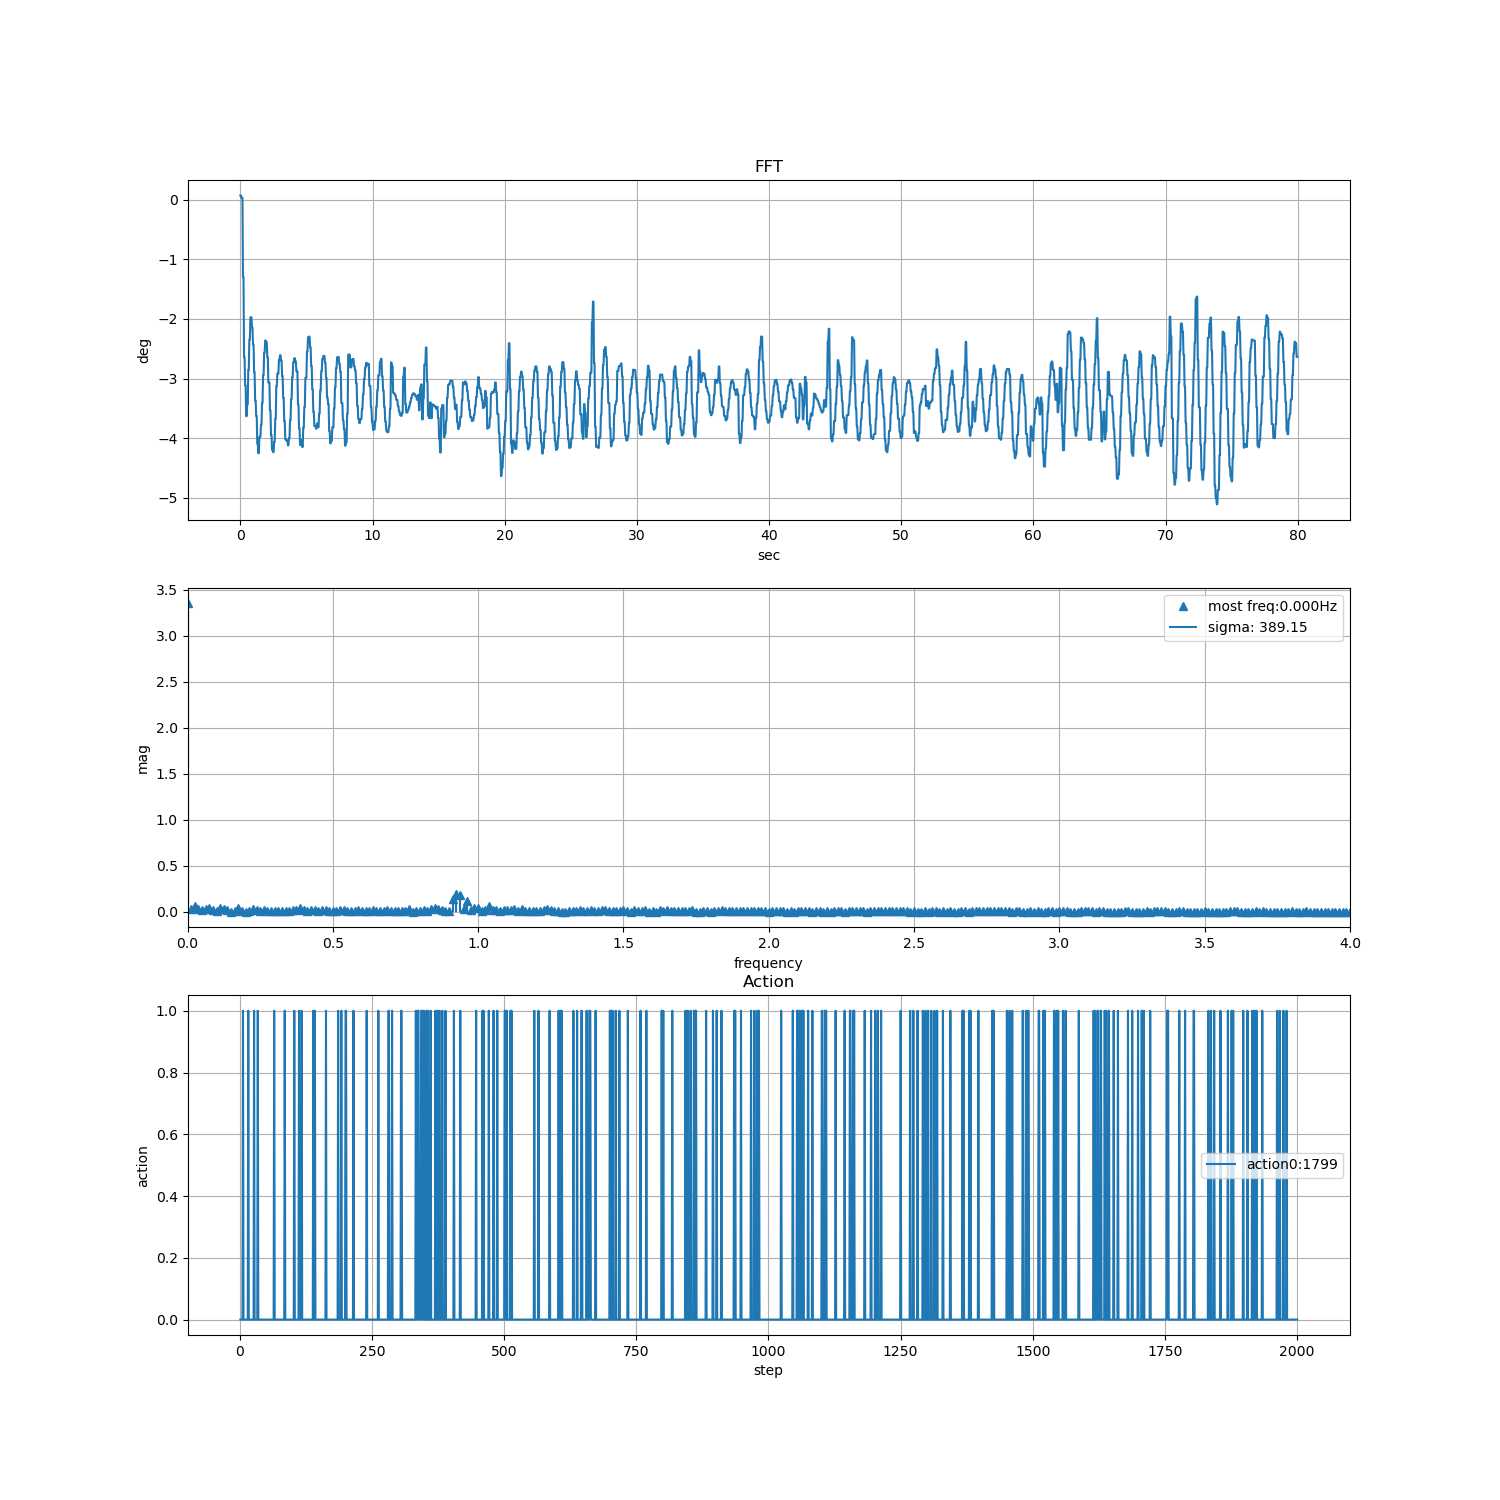 FFT
0
−1
−2
−3
−4
−5
deg
0 10 20 30 40 50 60 70 80
sec
3.5
3.0
2.5
2.0
1.5
1.0
0.5
0.0
mag
most freq:0.000Hz
sigma: 389.15
0.0 0.5 1.0 1.5 2.0 2.5 3.0 3.5 4.0
frequency
Action
1.0
0.8
0.6
0.4
0.2
0.0
action
action0:1799
0 250 500 750 1000 1250 1500 1750 2000
step